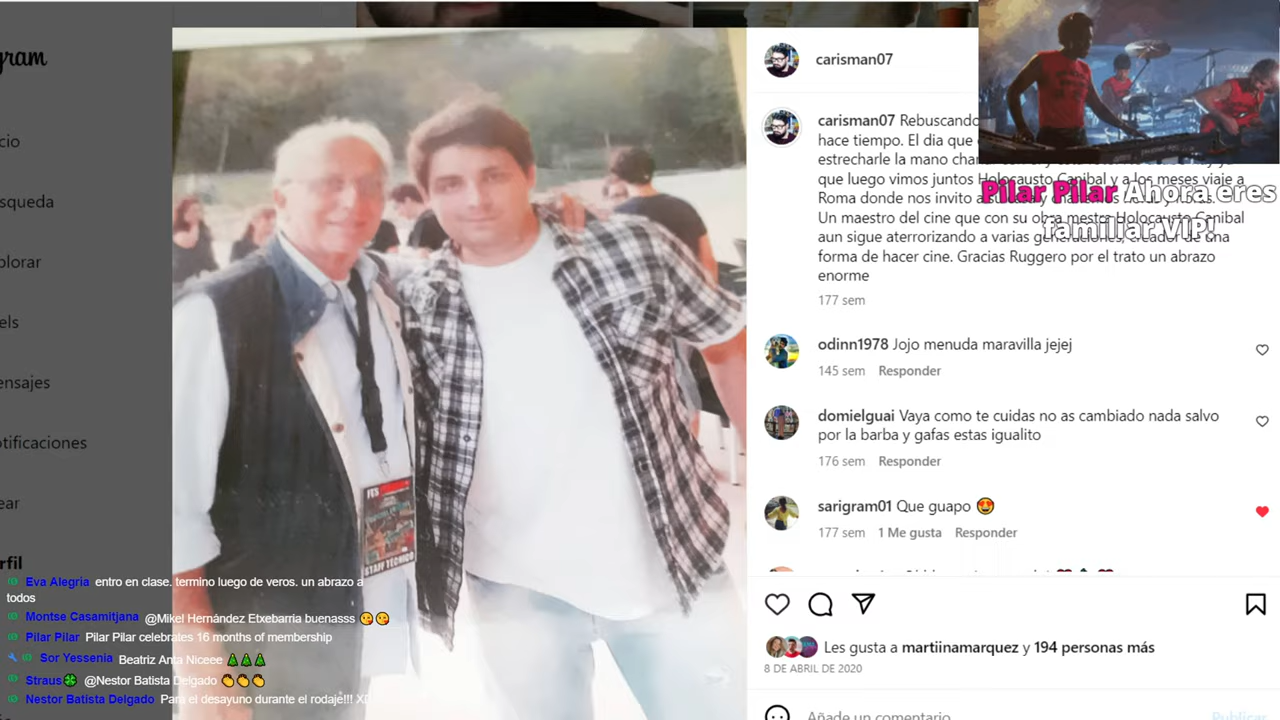 gram
cio
squeda
plorar
els
ensajes
otificaciones
ear
rfil
carisman07
carisman07 Rebuscando
hace tiempo. El dia que
estrecharle la mano
que luego vimos juntos Holocausto Canibal y a los meses viaje a
Roma donde nos invito a
Un maestro del cine que con su obra mestra Holocausto Canibal
aun sigue aterrorizando a varias generaciones, creador de una
forma de hacer cine. Gracias Ruggero por el trato un abrazo
enorme
177 sem
Pilar Pilar Ahora eres
familiar VIP!
odinn1978 Jojo menuda maravilla jejej
145 sem Responder
domielguai Vaya como te cuidas no as cambiado nada salvo
por la barba y gafas estas igualito
176 sem Responder
sarigram01 Que guapo 😍
177 sem 1 Me gusta Responder
Les gusta a martiinamarquez y 194 personas más
8 DE ABRIL DE 2020
Añade un comentario
Publicar
STAFF TECNICO
Eva Alegria entro en clase. termino luego de veros. un abrazo a
todos
Montse Casamitjana @Mikel Hernández Etxebarria buenasss 😘😘
Pilar Pilar Pilar Pilar celebrates 16 months of membership
Sor Yessenia Beatriz Anta Niceee 🎄🎄🎄
Straus🍀 @Nestor Batista Delgado 👏👏👏
Nestor Batista Delgado Para el desayuno durante el rodaje!!! XD